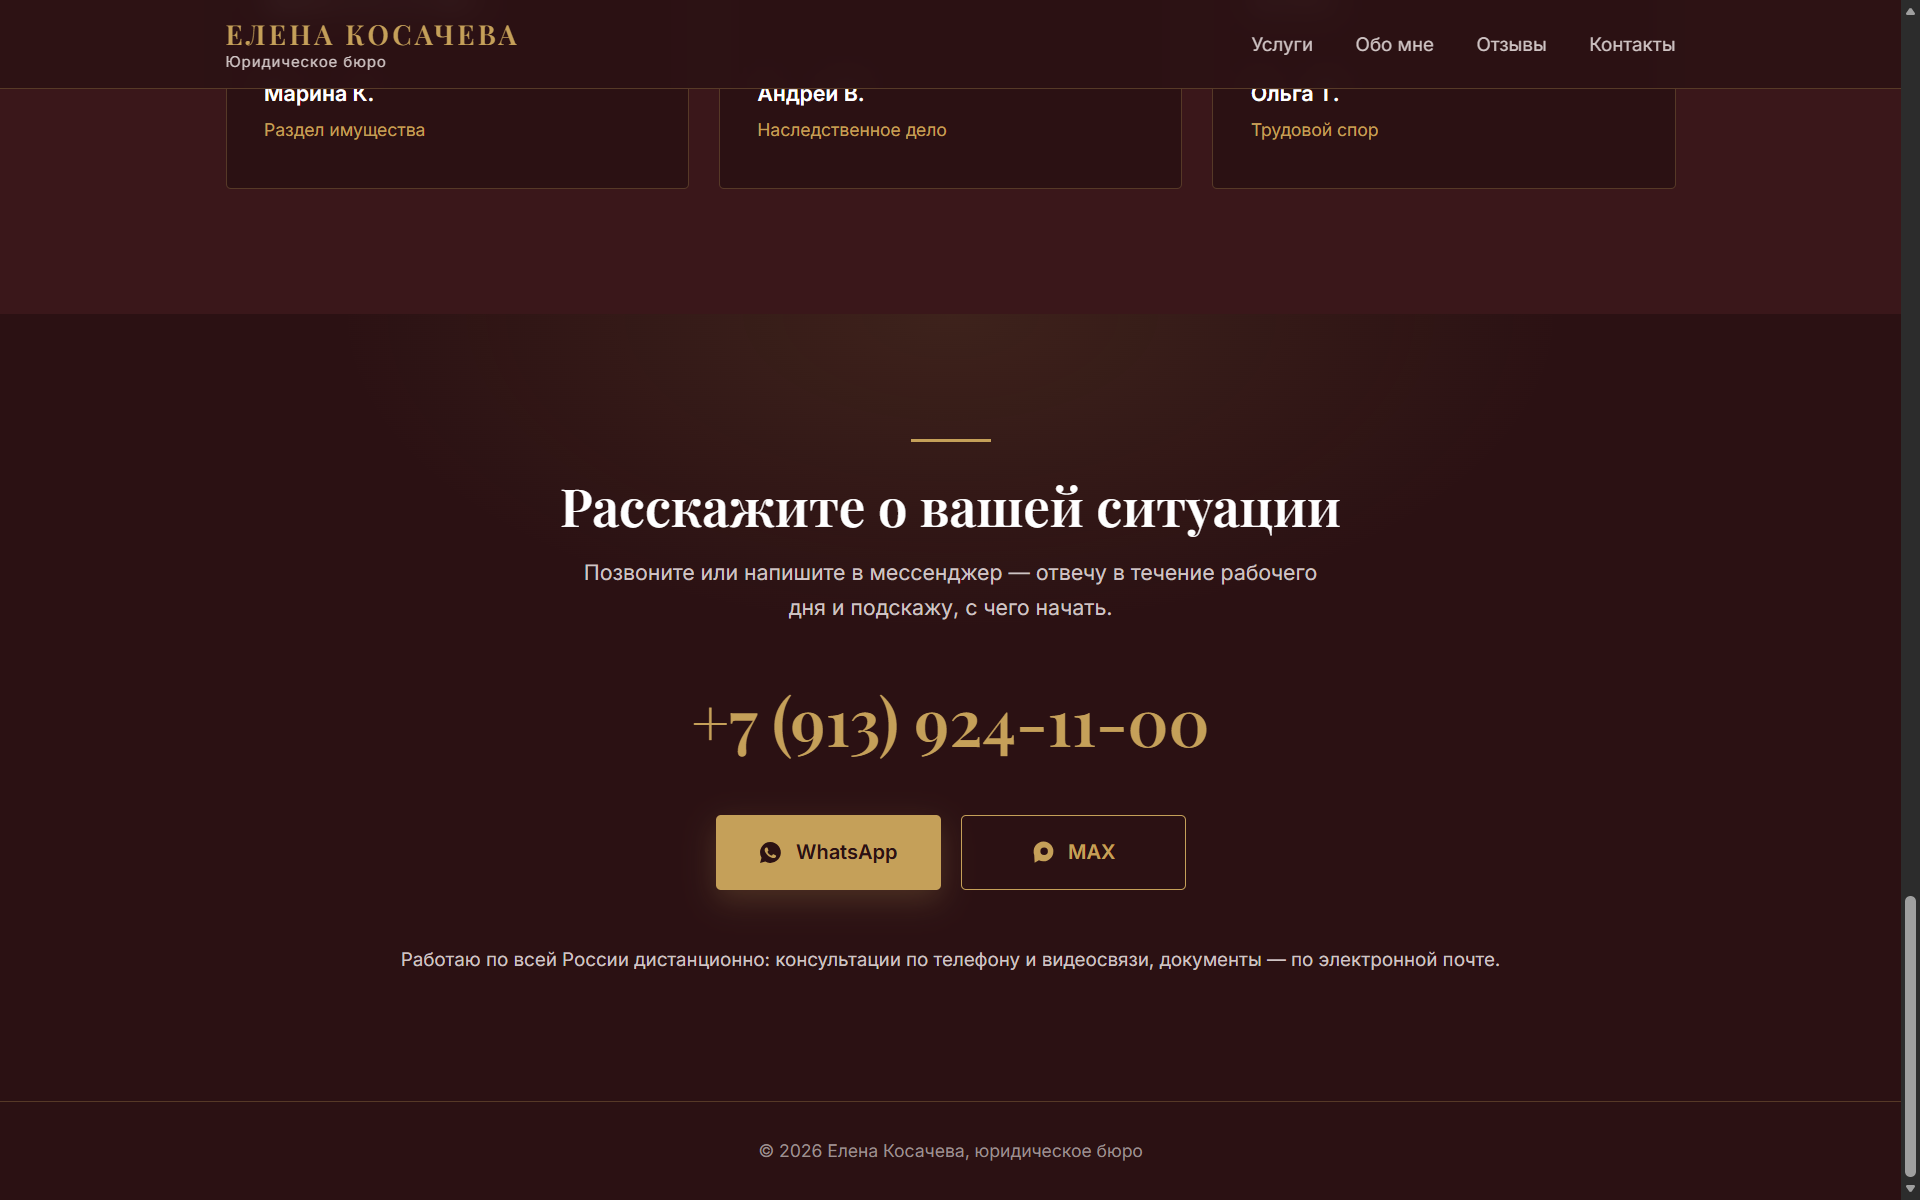 ЕЛЕНА КОСАЧЕВА
Юридическое бюро
Услуги
Обо мне
Отзывы
Контакты
Марина К.
Раздел имущества
Андрей В.
Наследственное дело
Ольга Т.
Трудовой спор
Расскажите о вашей ситуации
Позвоните или напишите в мессенджер — отвечу в течение рабочего
дня и подскажу, с чего начать.
+7 (913) 924-11-00
WhatsApp
MAX
Работаю по всей России дистанционно: консультации по телефону и видеосвязи, документы — по электронной почте.
© 2026 Елена Косачева, юридическое бюро